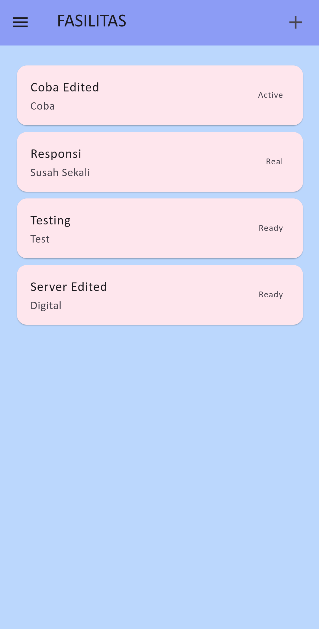 FASILITAS
Coba Edited
Coba
Active
Responsi
Susah Sekali
Real
Testing
Test
Ready
Server Edited
Digital
Ready